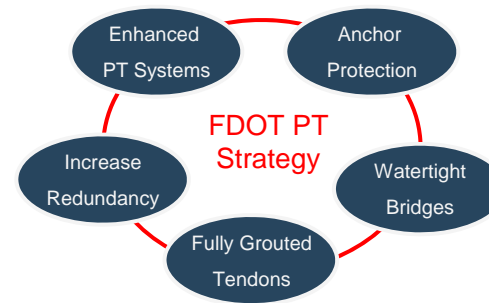 Enhanced
PT Systems
Anchor
Protection
FDOT PT
Strategy
Increase
Redundancy
Watertight
Bridges
Fully Grouted
Tendons